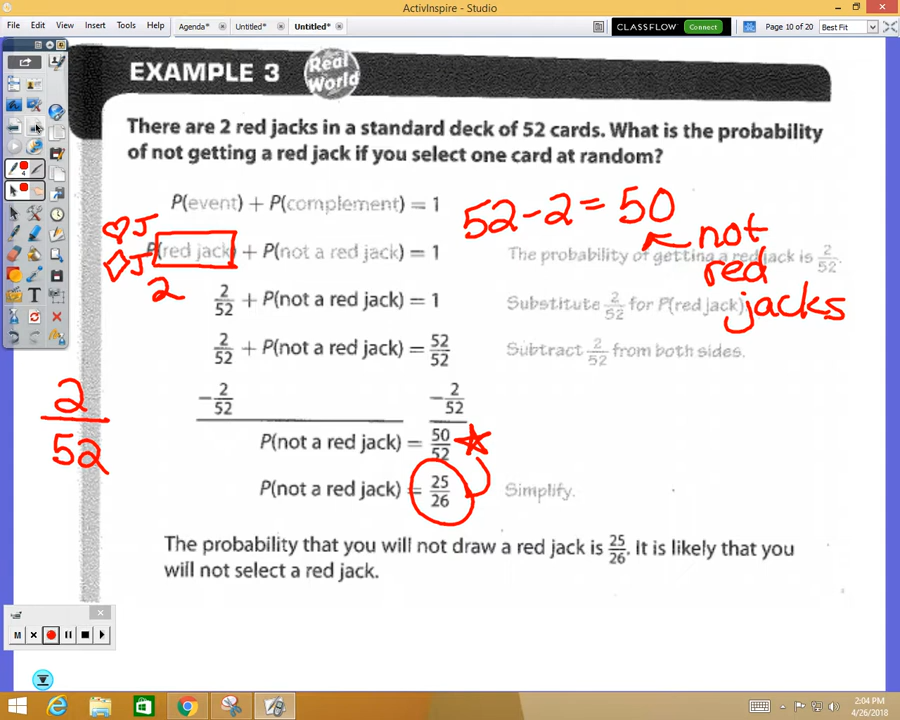 ActivInspire - Studio
File Edit View Insert Tools Help Agenda* Untitled* Untitled* CLASSFLOW Connect Page 10 of 20 Best Fit
EXAMPLE 3 Real World
There are 2 red jacks in a standard deck of 52 cards. What is the probability
of not getting a red jack if you select one card at random?
P(event) + P(complement) = 1
52-2=50
not
red
jacks
♡J
♢J
P(red jack) + P(not a red jack) = 1
The probability of getting a red jack is 2/52.
2
2/52 + P(not a red jack) = 1
Substitute 2/52 for P(red jack)
2/52 + P(not a red jack) = 52/52
Subtract 2/52 from both sides.
-2/52 -2/52
2/52
P(not a red jack) = 50/52
P(not a red jack) = 25/26 Simplify.
The probability that you will not draw a red jack is 25/26. It is likely that you
will not select a red jack.
M
2:04 PM
4/26/2018